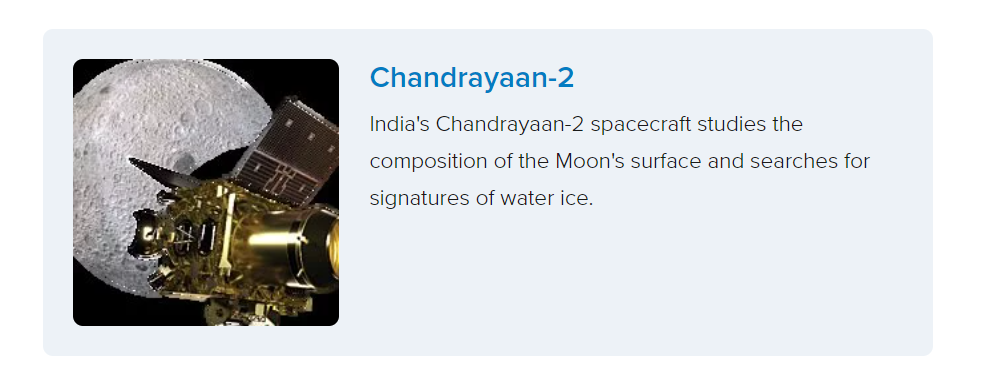 Chandrayaan-2
India's Chandrayaan-2 spacecraft studies the
composition of the Moon's surface and searches for
signatures of water ice.